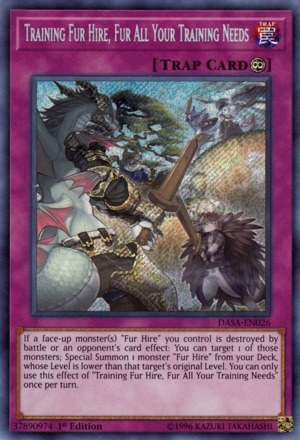 Training Fur Hire, Fur All Your Training Needs
TRAP
罠
[Trap Card ]
DASA-EN026
If a face-up monster(s) "Fur Hire" you control is destroyed
by battle or an opponent's card effect: You can target 1 of
those monsters; Special Summon 1 monster "Fur Hire" from your Deck,
whose Level is lower than that target's original Level. You can only
use this effect of "Training Fur Hire, Fur All Your Training Needs"
once per turn.
37890974 1st Edition
©1996 KAZUKI TAKAHASHI